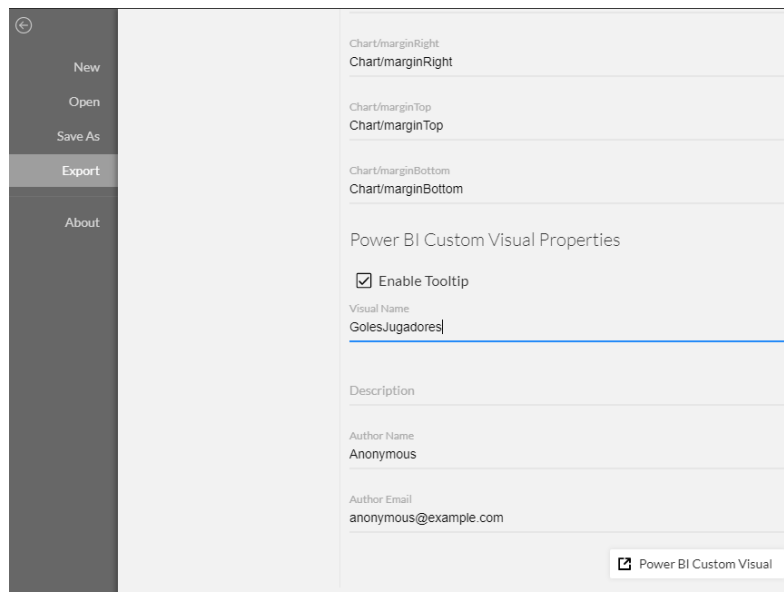 New
Open
Save As
Export
About
Chart/marginRight
Chart/marginRight
Chart/marginTop
Chart/marginTop
Chart/marginBottom
Chart/marginBottom
Power BI Custom Visual Properties
Enable Tooltip
Visual Name
GolesJugadores
Description
Author Name
Anonymous
Author Email
anonymous@example.com
Power BI Custom Visual